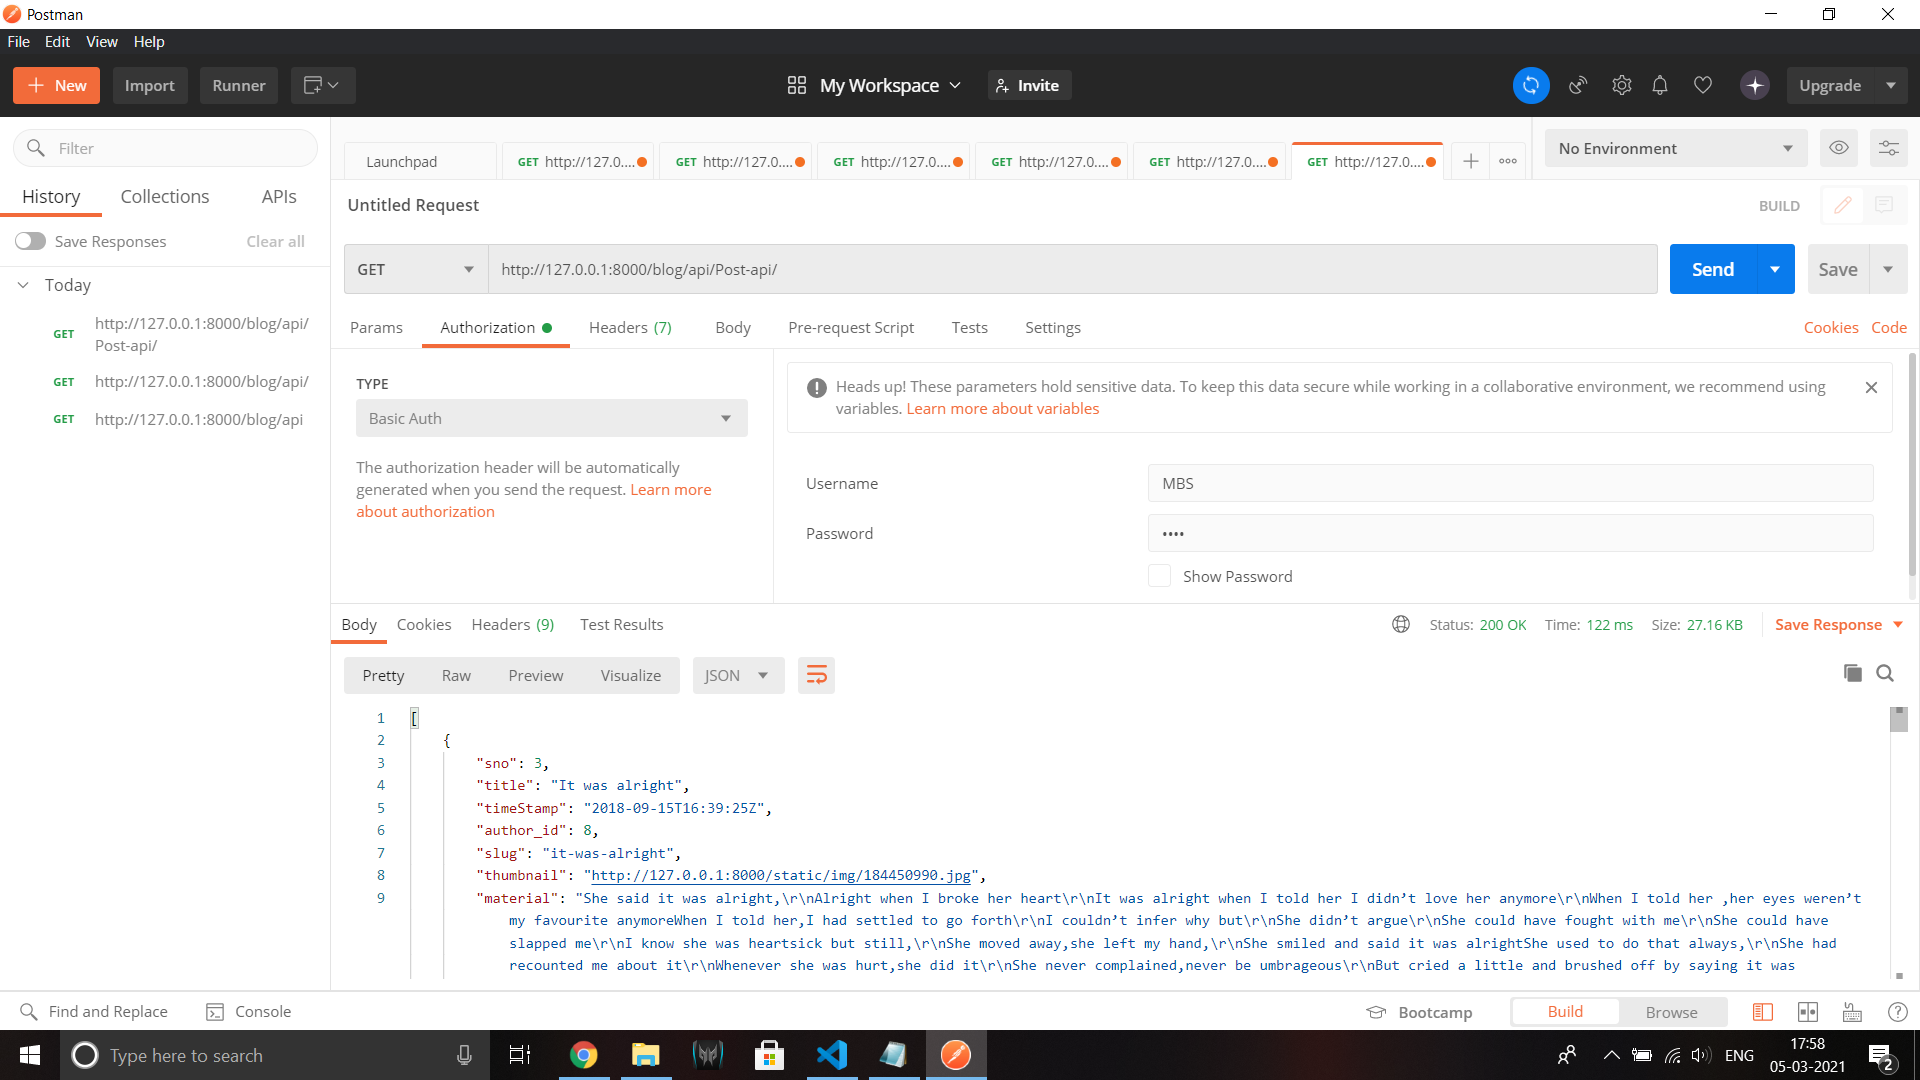 Postman
File Edit View Help
New Import Runner My Workspace Invite Upgrade
Filter
History Collections APIs
Save Responses Clear all
Today
GET http://127.0.0.1:8000/blog/api/
Post-api/
GET http://127.0.0.1:8000/blog/api/
GET http://127.0.0.1:8000/blog/api
Launchpad GET http://127.0.... GET http://127.0.... GET http://127.0.... GET http://127.0.... GET http://127.0.... GET http://127.0.... No Environment
Untitled Request BUILD
GET http://127.0.0.1:8000/blog/api/Post-api/ Send Save
Params Authorization Headers (7) Body Pre-request Script Tests Settings Cookies Code
TYPE
Basic Auth
The authorization header will be automatically
generated when you send the request. Learn more
about authorization
Heads up! These parameters hold sensitive data. To keep this data secure while working in a collaborative environment, we recommend using
variables. Learn more about variables
Username MBS
Password ••••
Show Password
Body Cookies Headers (9) Test Results Status: 200 OK Time: 122 ms Size: 27.16 KB Save Response
Pretty Raw Preview Visualize JSON
1 [
2 {
3 "sno": 3,
4 "title": "It was alright",
5 "timeStamp": "2018-09-15T16:39:25Z",
6 "author_id": 8,
7 "slug": "it-was-alright",
8 "thumbnail": "http://127.0.0.1:8000/static/img/184450990.jpg",
9 "material": "She said it was alright,\r\nAlright when I broke her heart\r\nIt was alright when I told her I didn’t love her anymore\r\nWhen I told her ,her eyes weren’t
my favourite anymoreWhen I told her,I had settled to go forth\r\nI couldn’t infer why but\r\nShe didn’t argue\r\nShe could have fought with me\r\nShe could have
slapped me\r\nI know she was heartsick but still,\r\nShe moved away,she left my hand,\r\nShe smiled and said it was alrightShe used to do that always,\r\nShe had
recounted me about it\r\nWhenever she was hurt,she did it\r\nShe never complained,never be umbrageous\r\nBut cried a little and brushed off by saying it was
Find and Replace Console Bootcamp Build Browse
Type here to search ENG 17:58
05-03-2021 2